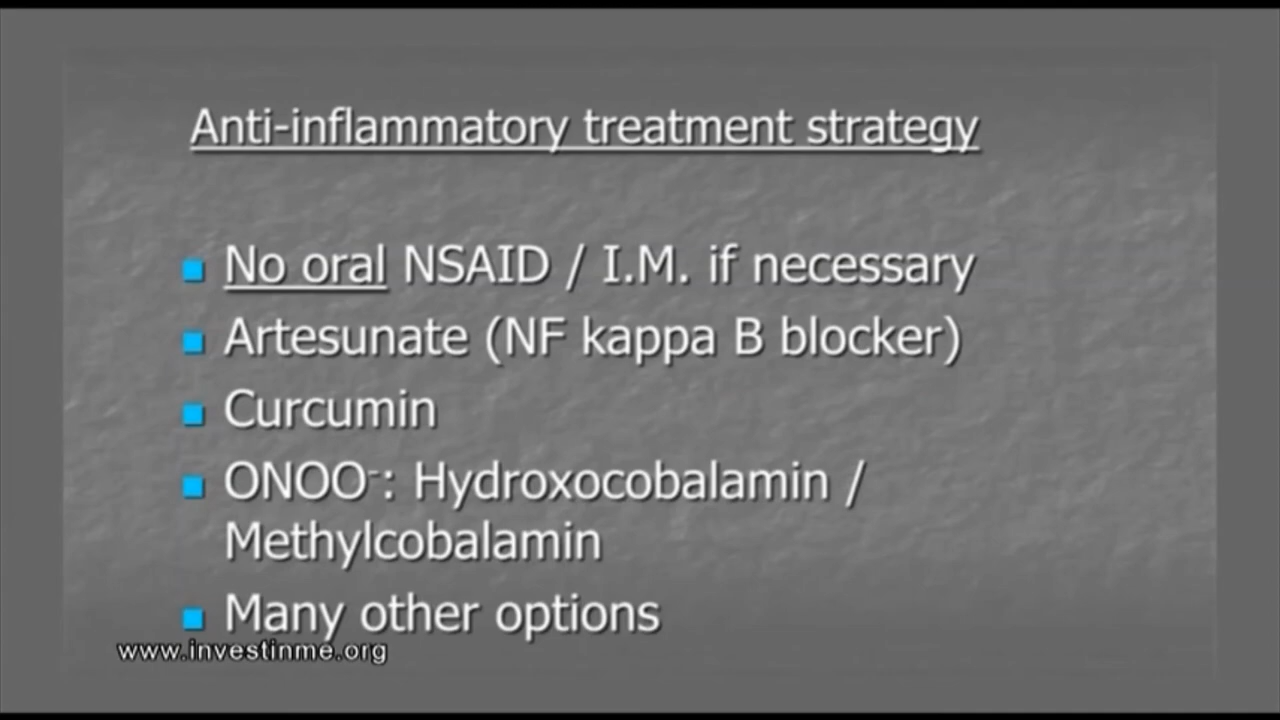 Anti-inflammatory treatment strategy
No oral NSAID / I.M. if necessary
Artesunate (NF kappa B blocker)
Curcumin
ONOO⁻: Hydroxocobalamin /
Methylcobalamin
Many other options
www.investinme.org